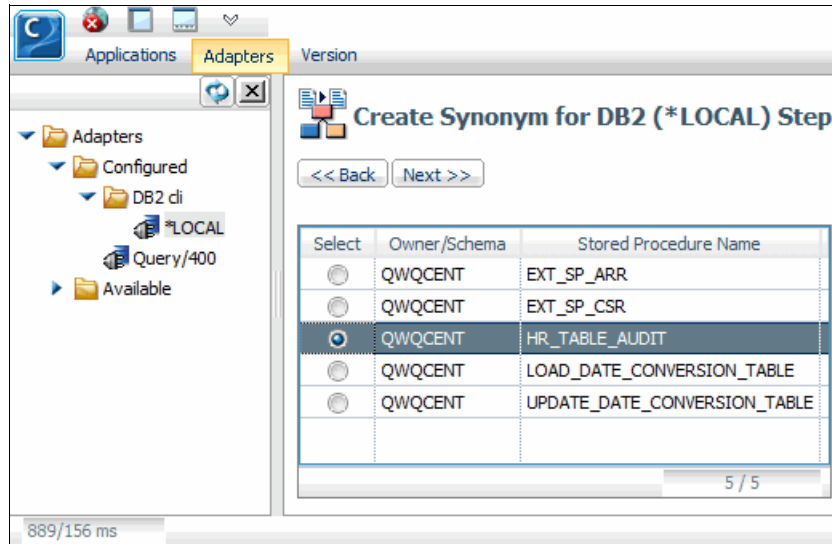 C
Applications Adapters Version
Adapters
Configured
DB2 cli
*LOCAL
Query/400
Available
Create Synonym for DB2 (*LOCAL) Step
<< Back Next >>
Select Owner/Schema Stored Procedure Name
QWQCENT EXT_SP_ARR
QWQCENT EXT_SP_CSR
QWQCENT HR_TABLE_AUDIT
QWQCENT LOAD_DATE_CONVERSION_TABLE
QWQCENT UPDATE_DATE_CONVERSION_TABLE
5 / 5
889/156 ms